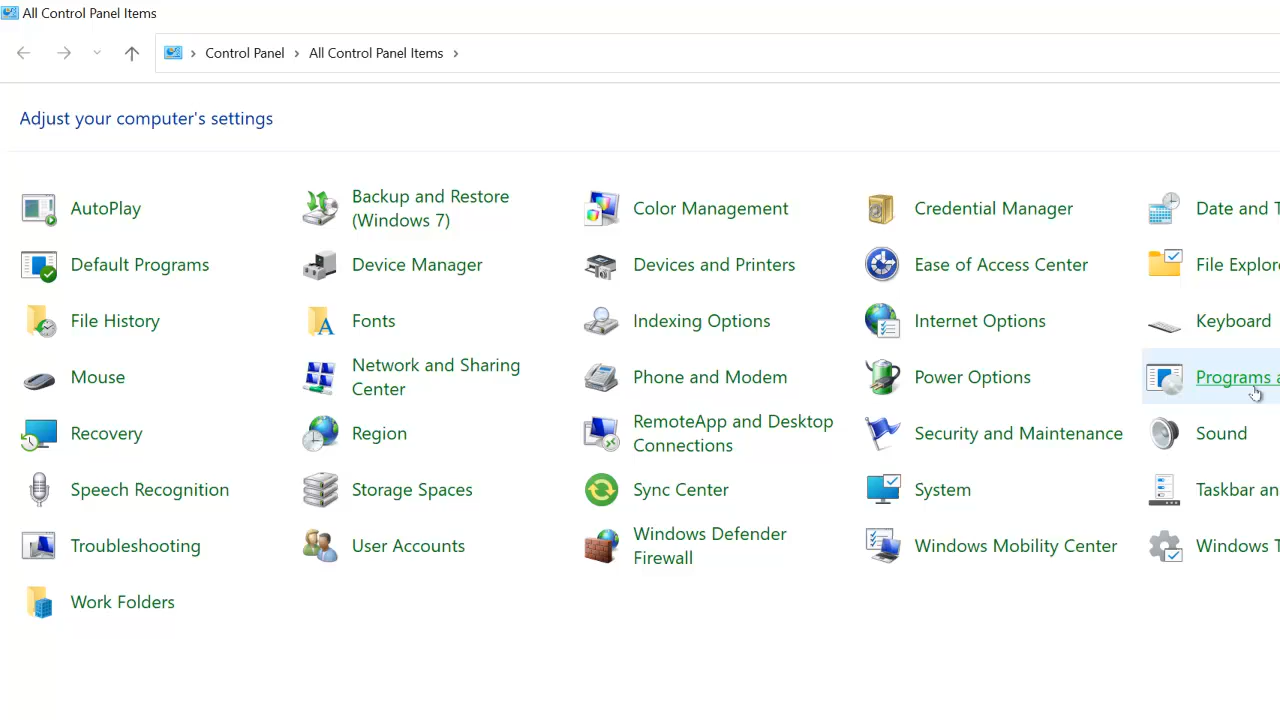 All Control Panel Items
Control Panel
All Control Panel Items
Adjust your computer's settings
AutoPlay
Backup and Restore
(Windows 7)
Color Management
Credential Manager
Date and T
Default Programs
Device Manager
Devices and Printers
Ease of Access Center
File Explor
File History
Fonts
Indexing Options
Internet Options
Keyboard
Mouse
Network and Sharing
Center
Phone and Modem
Power Options
Programs a
Recovery
Region
RemoteApp and Desktop
Connections
Security and Maintenance
Sound
Speech Recognition
Storage Spaces
Sync Center
System
Taskbar an
Troubleshooting
User Accounts
Windows Defender
Firewall
Windows Mobility Center
Windows T
Work Folders